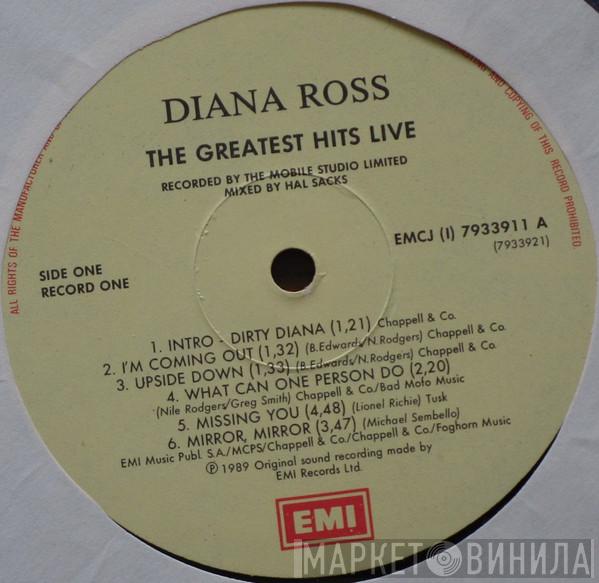 DIANA ROSS
THE GREATEST HITS LIVE
RECORDED BY THE MOBILE STUDIO LIMITED
MIXED BY HAL SACKS
EMCJ (I) 7933911 A
(7933921)
SIDE ONE
RECORD ONE
1. INTRO - DIRTY DIANA (1,21) Chappell & Co.
2. I'M COMING OUT (1,32) (B.Edwards/N.Rodgers) Chappell & Co.
3. UPSIDE DOWN (1,33) (B.Edwards/N.Rodgers) Chappell & Co.
4. WHAT CAN ONE PERSON DO (2,20)
(Nile Rodgers/Greg Smith) Chappell & Co/Bad Mofo Music
5. MISSING YOU (4,48) (Lionel Richie) Tusk
6. MIRROR, MIRROR (3,47) (Michael Sembello)
EMI Music Publ. S.A/MCPS/Chappell & Co./Chappell & Co/Foghorn Music
℗ 1989 Original sound recording made by
EMI Records Ltd.
EMI
ALL RIGHTS OF THE MANUFACTURER AND
AND COPYING OF THIS RECORD PROHIBITED.
МАРКЕТ ВИНИЛА